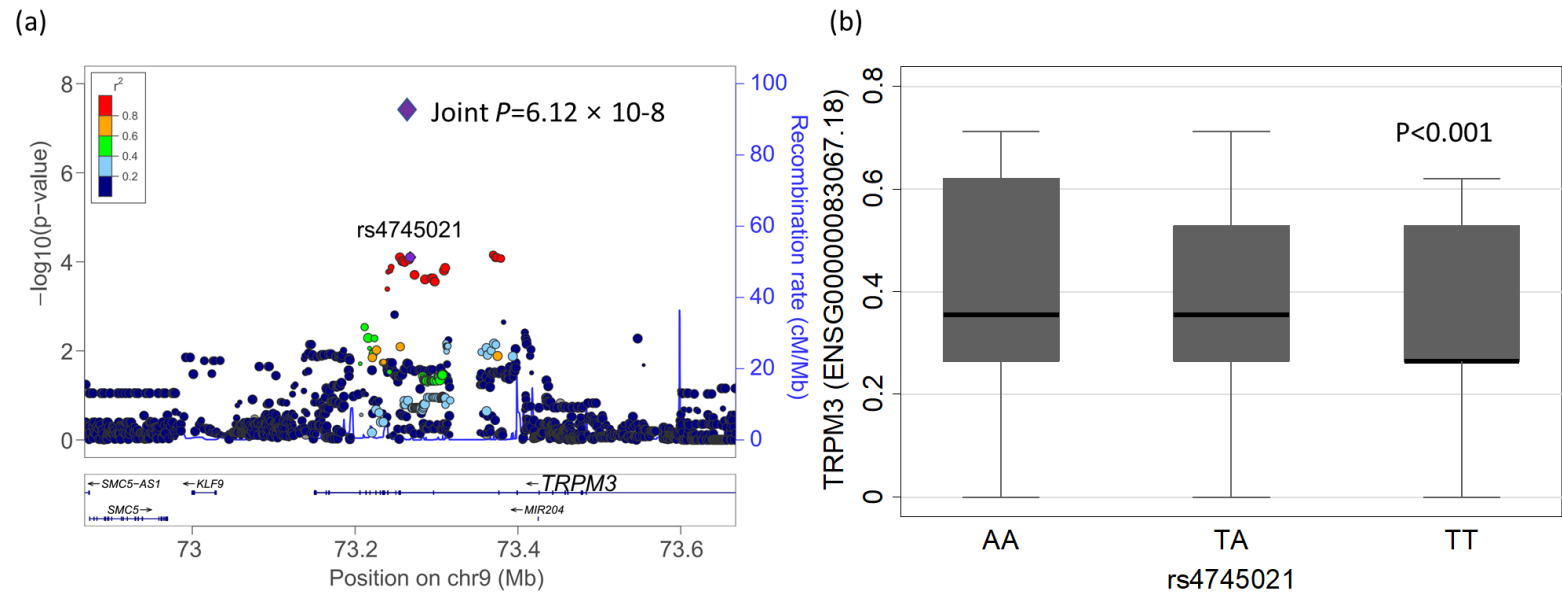 (a)
(b)
8
6
4
2
0
−log10(p−value)
r2
0.8
0.6
0.4
0.2
Joint P=6.12 × 10-8
rs4745021
100
80
60
40
20
0
Recombination rate (cM/Mb)
←SMC5−AS1
←KLF9
←TRPM3
SMC5→
←MIR204
73
73.2
73.4
73.6
Position on chr9 (Mb)
TRPM3 (ENSG00000083067.18)
0.8
0.6
0.4
0.2
0
P<0.001
AA
TA
TT
rs4745021